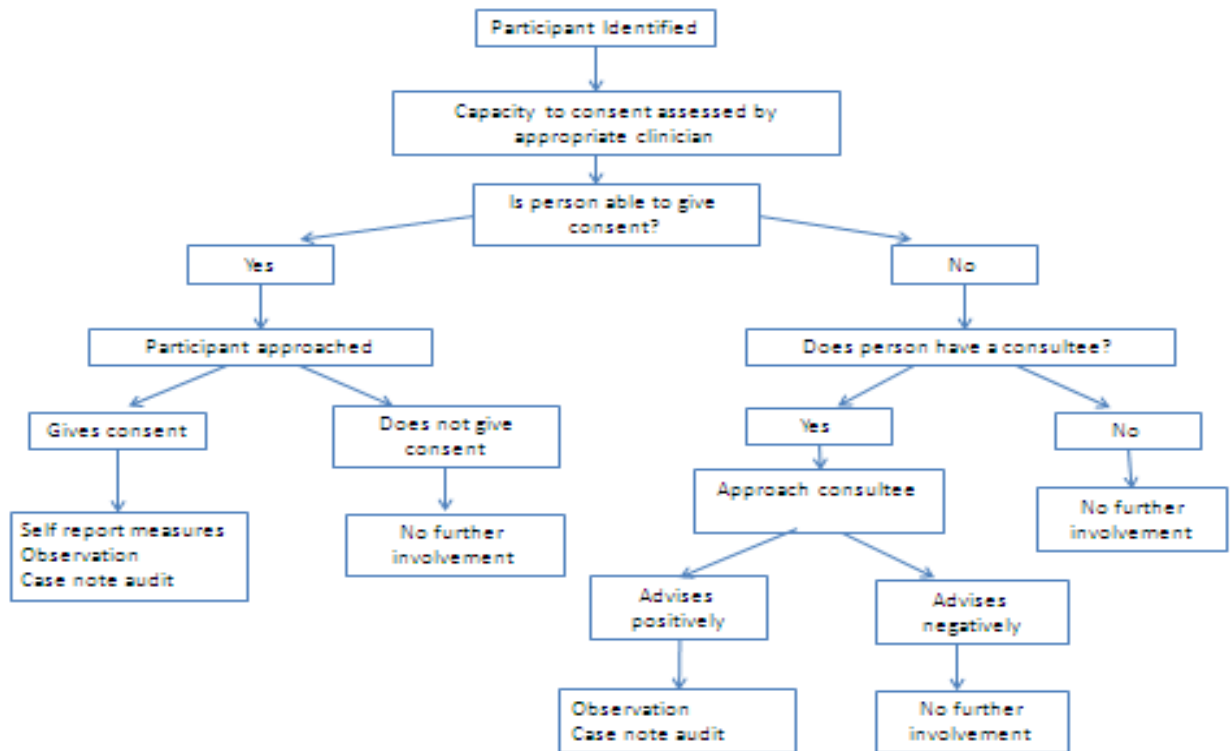 Participant Identified
Capacity to consent assessed by
appropriate clinician
Is person able to give
consent?
Yes
No
Participant approached
Does person have a consultee?
Gives consent
Does not give
consent
Yes
No
Self report measures
Observation
Case note audit
No further
involvement
Approach consultee
No further
involvement
Advises
positively
Advises
negatively
Observation
Case note audit
No further
involvement